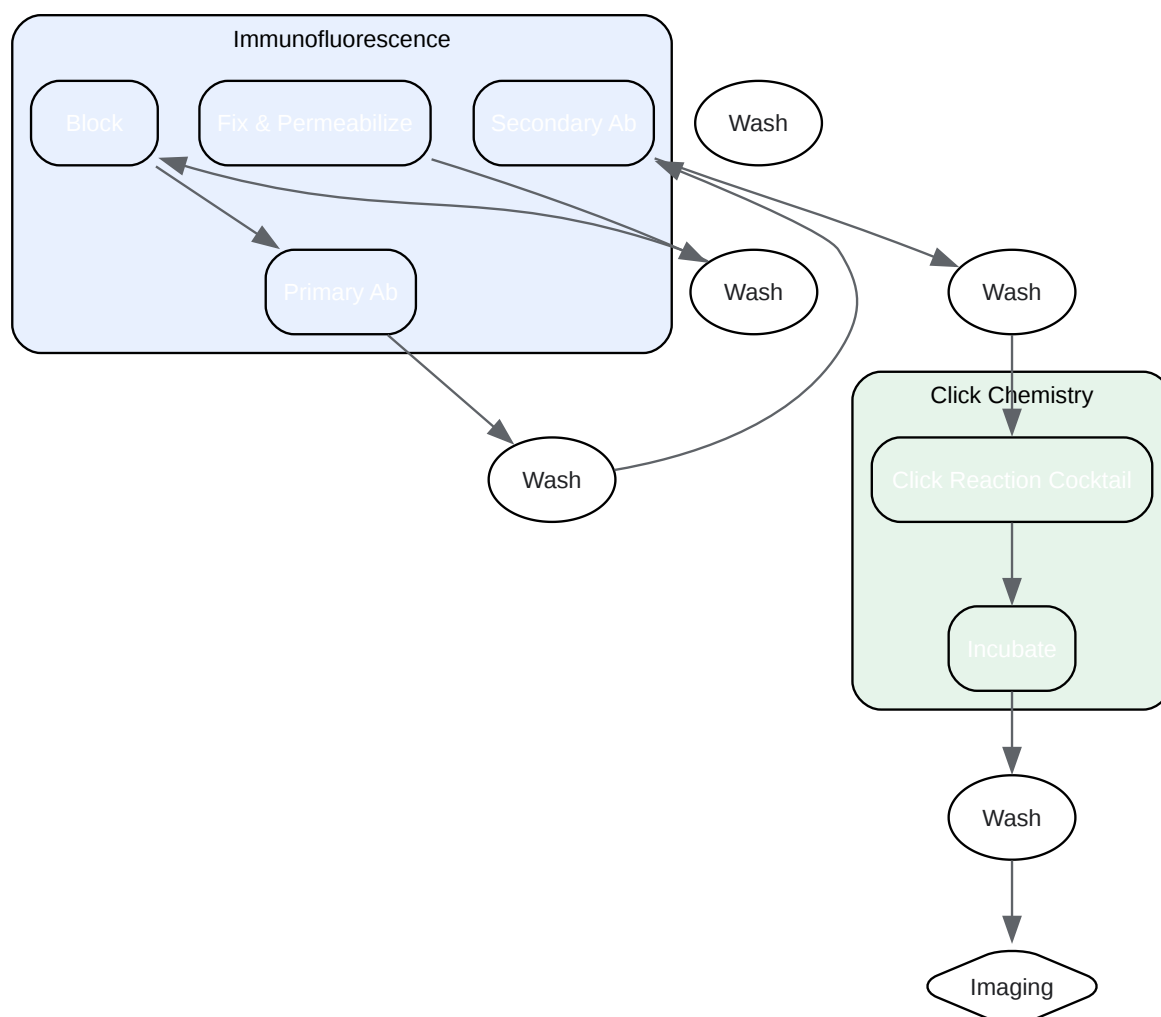 Immunofluorescence
Block
Fix & Permeabilize
Secondary Ab
Wash
Primary Ab
Wash
Wash
Click Chemistry
Wash
Click Reaction Cocktail
Incubate
Wash
Imaging